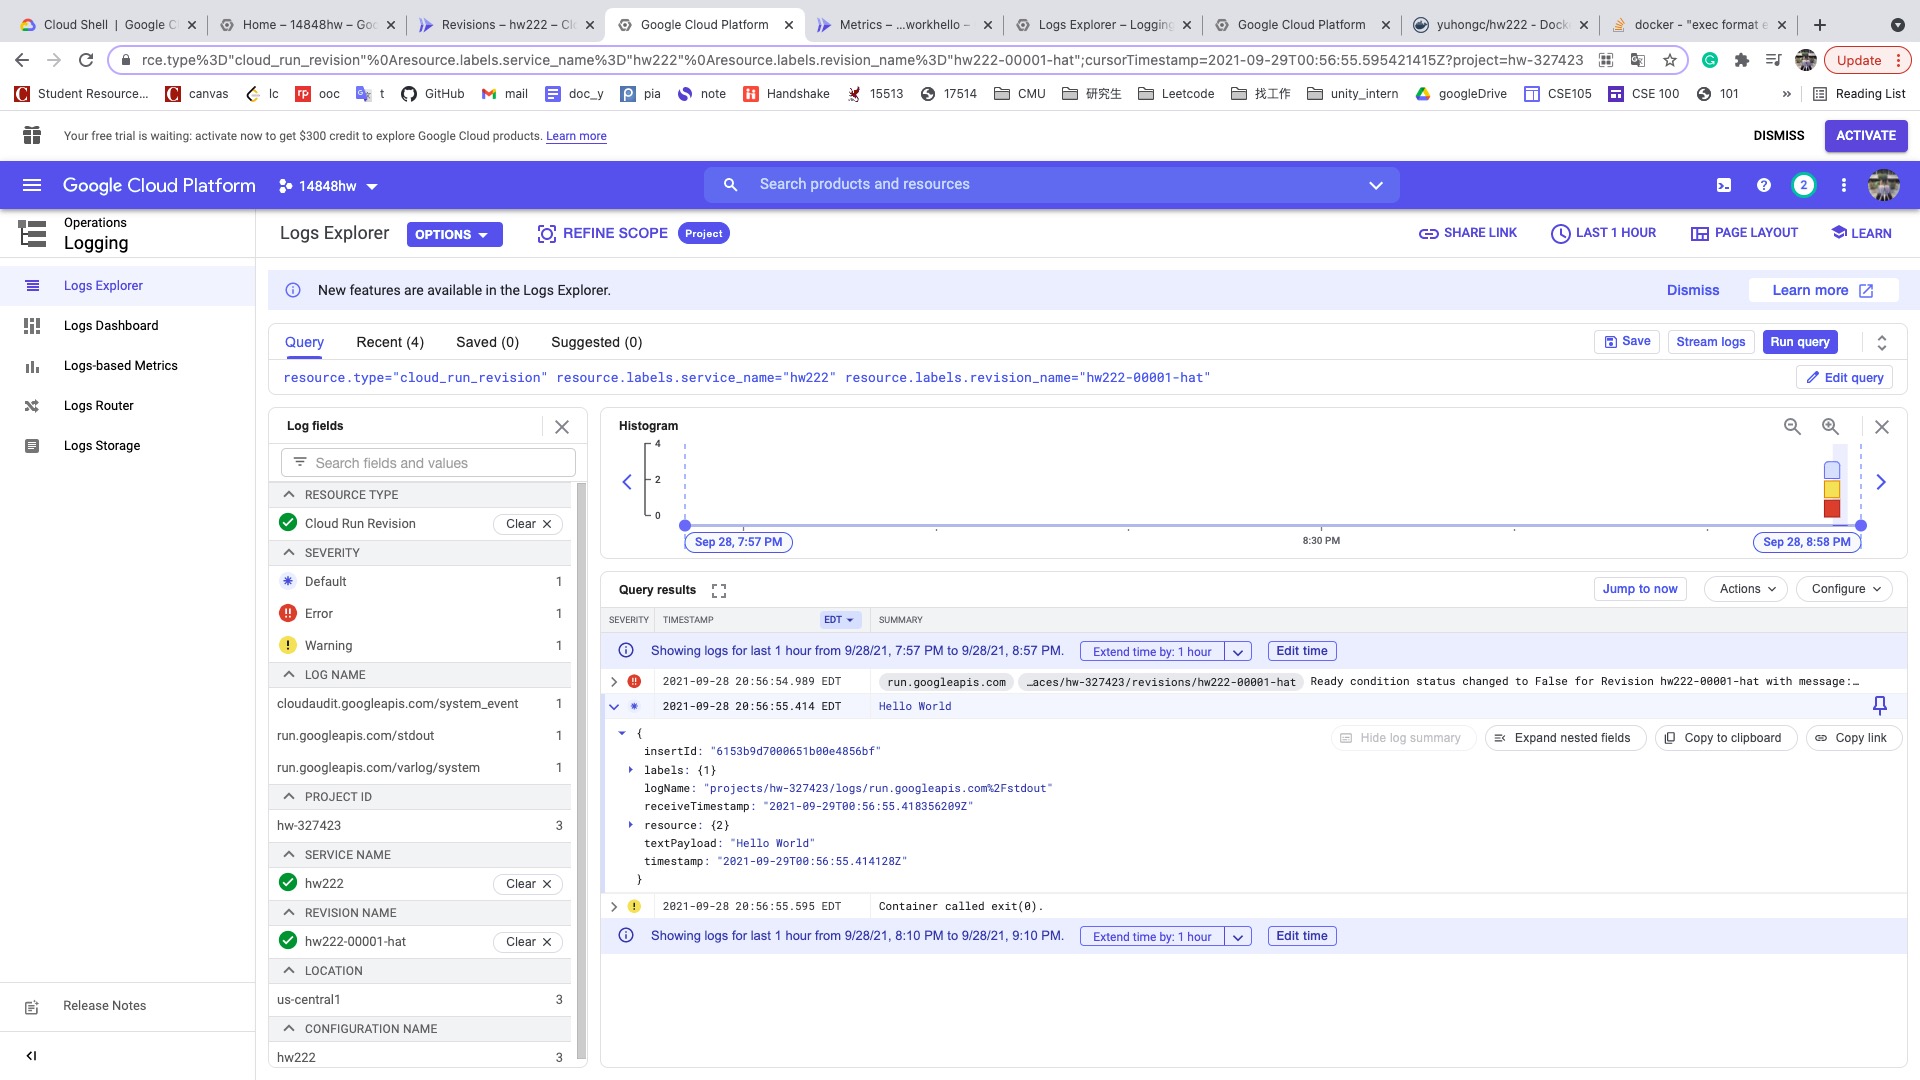 Cloud Shell | Google C
Home – 14848hw – Goo
Revisions – hw222 – Clo
Google Cloud Platform
Metrics – ...workhello –
Logs Explorer – Logging
Google Cloud Platform
yuhongc/hw222 - Docke
docker - "exec format e
rce.type%3D"cloud_run_revision"%0Aresource.labels.service_name%3D"hw222"%0Aresource.labels.revision_name%3D"hw222-00001-hat";cursorTimestamp=2021-09-29T00:56:55.595421415Z?project=hw-327423
Update
Student Resource...
canvas
lc
ooc
t
GitHub
mail
doc_y
pia
note
Handshake
15513
17514
CMU
研究生
Leetcode
找工作
unity_intern
googleDrive
CSE105
CSE 100
101
»
Reading List
Your free trial is waiting: activate now to get $300 credit to explore Google Cloud products. Learn more
DISMISS
ACTIVATE
Google Cloud Platform
14848hw
Search products and resources
2
Operations
Logging
Logs Explorer
OPTIONS
REFINE SCOPE
Project
SHARE LINK
LAST 1 HOUR
PAGE LAYOUT
LEARN
Logs Explorer
Logs Dashboard
Logs-based Metrics
Logs Router
Logs Storage
Release Notes
New features are available in the Logs Explorer.
Dismiss
Learn more
Query
Recent (4)
Saved (0)
Suggested (0)
Save
Stream logs
Run query
resource.type="cloud_run_revision" resource.labels.service_name="hw222" resource.labels.revision_name="hw222-00001-hat"
Edit query
Log fields
Search fields and values
RESOURCE TYPE
Cloud Run Revision
Clear
SEVERITY
Default 1
Error 1
Warning 1
LOG NAME
cloudaudit.googleapis.com/system_event 1
run.googleapis.com/stdout 1
run.googleapis.com/varlog/system 1
PROJECT ID
hw-327423 3
SERVICE NAME
hw222
Clear
REVISION NAME
hw222-00001-hat
Clear
LOCATION
us-central1 3
CONFIGURATION NAME
hw222 3
Histogram
4
2
0
Sep 28, 7:57 PM
8:30 PM
Sep 28, 8:58 PM
Query results
Jump to now
Actions
Configure
SEVERITY
TIMESTAMP
EDT
SUMMARY
Showing logs for last 1 hour from 9/28/21, 7:57 PM to 9/28/21, 8:57 PM.
Extend time by: 1 hour
Edit time
2021-09-28 20:56:54.989 EDT
run.googleapis.com
…aces/hw-327423/revisions/hw222-00001-hat
Ready condition status changed to False for Revision hw222-00001-hat with message:…
2021-09-28 20:56:55.414 EDT
Hello World
{
Hide log summary
Expand nested fields
Copy to clipboard
Copy link
insertId: "6153b9d7000651b00e4856bf"
labels: {1}
logName: "projects/hw-327423/logs/run.googleapis.com%2Fstdout"
receiveTimestamp: "2021-09-29T00:56:55.418356209Z"
resource: {2}
textPayload: "Hello World"
timestamp: "2021-09-29T00:56:55.414128Z"
}
2021-09-28 20:56:55.595 EDT
Container called exit(0).
Showing logs for last 1 hour from 9/28/21, 8:10 PM to 9/28/21, 9:10 PM.
Extend time by: 1 hour
Edit time